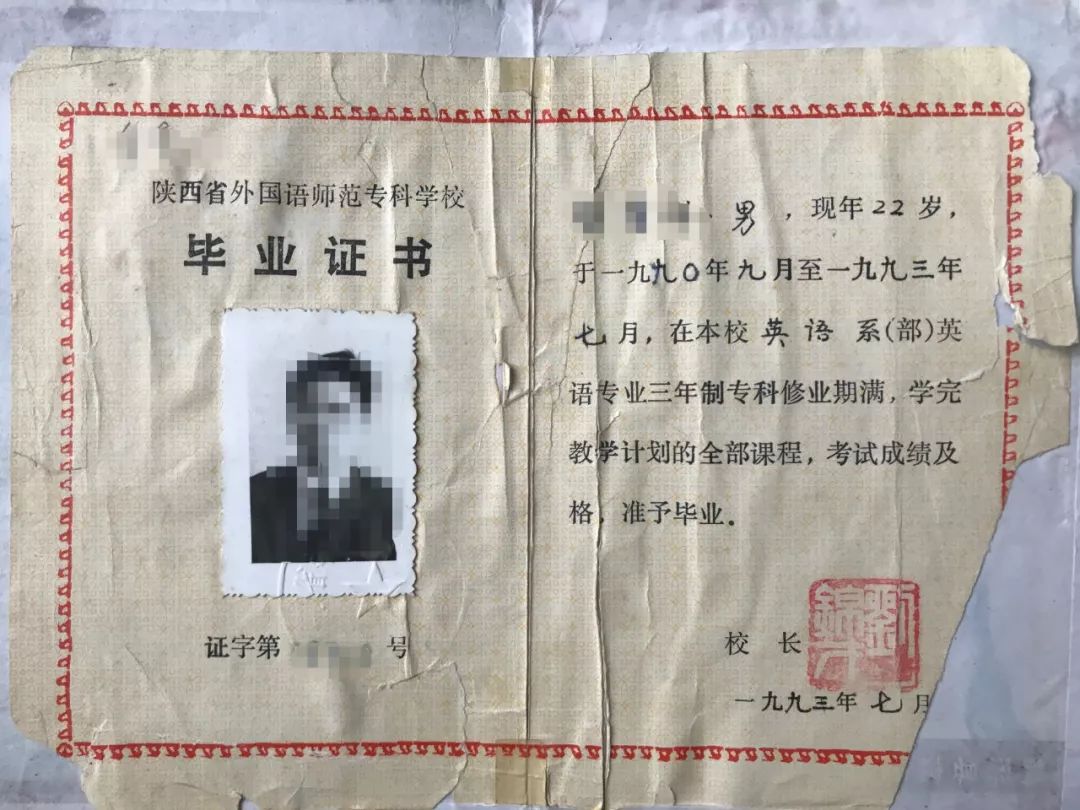 陕西省外国语师范专科学校
毕业证书
证字第 号
男，现年22岁，
于一九九〇年九月至一九九三年
七月，在本校英语系(部)英
语专业三年制专科修业期满，学完
教学计划的全部课程，考试成绩及
格，准予毕业。
校长
劉錦才
一九九三年七月